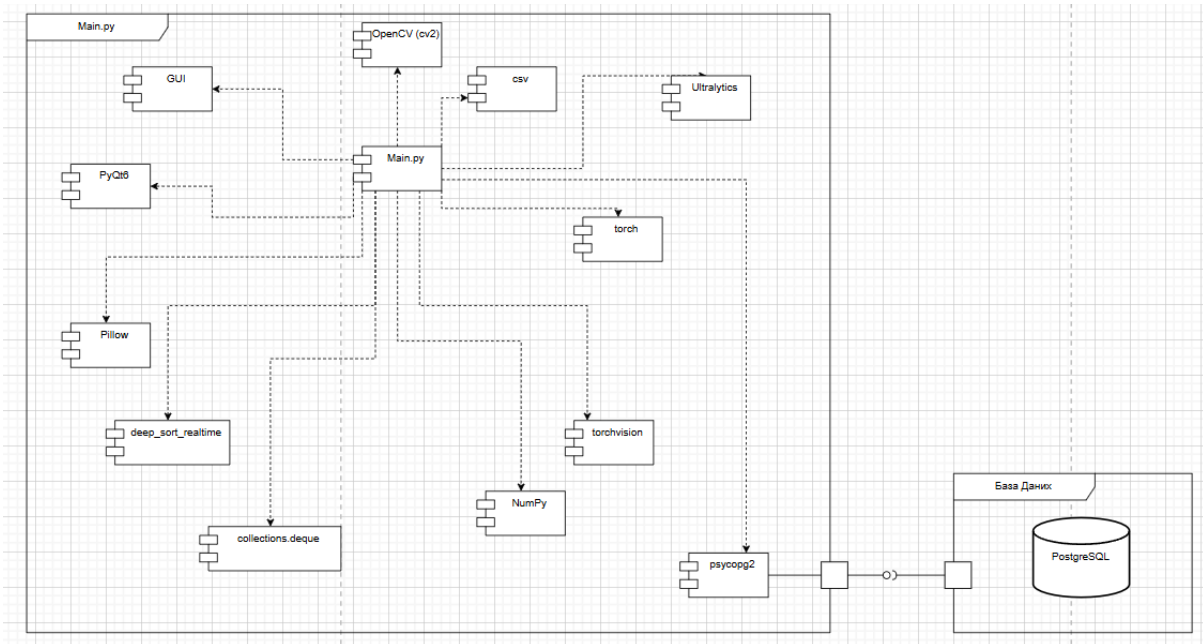 Main.py
OpenCV (cv2)
GUI
csv
Ultralytics
Main.py
PyQt6
torch
Pillow
deep_sort_realtime
torchvision
NumPy
collections.deque
psycopg2
База Даних
PostgreSQL